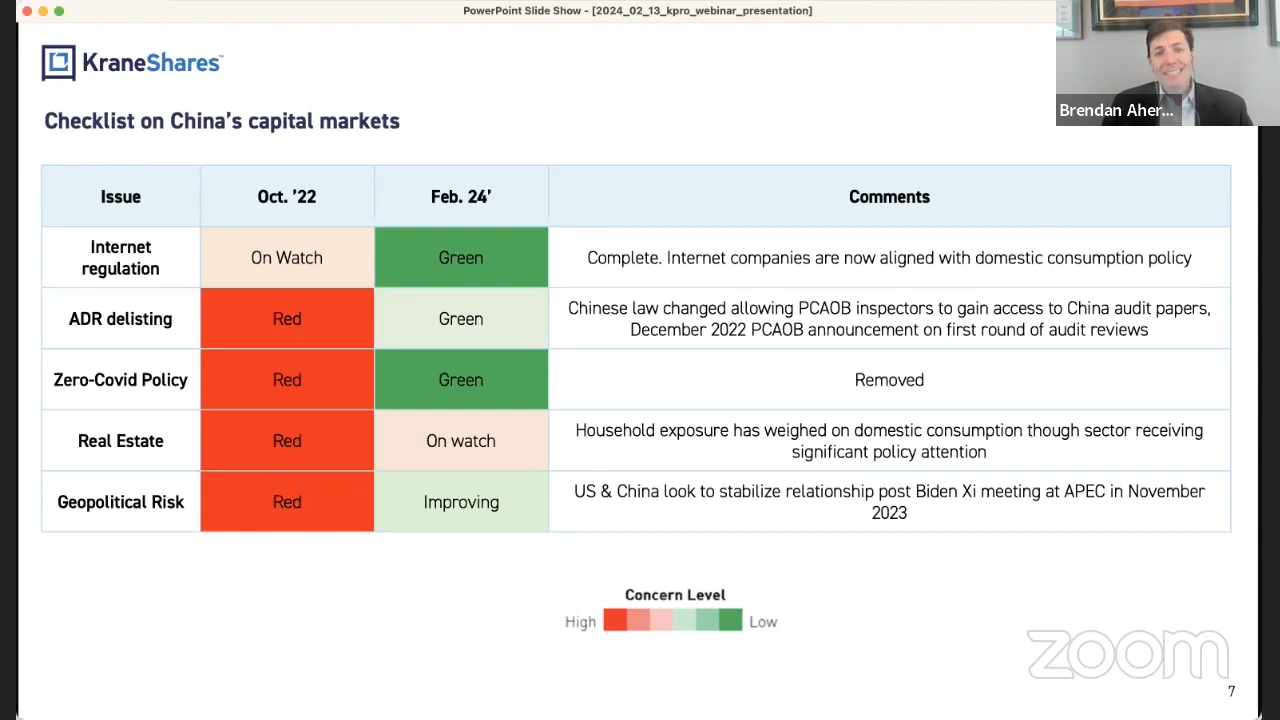 PowerPoint Slide Show - [2024_02_13_kpro_webinar_presentation]
KraneShares™
Brendan Aher...
Checklist on China's capital markets
Issue
Oct. '22
Feb. 24'
Comments
Internet
regulation
On Watch
Green
Complete. Internet companies are now aligned with domestic consumption policy
ADR delisting
Red
Green
Chinese law changed allowing PCAOB inspectors to gain access to China audit papers,
December 2022 PCAOB announcement on first round of audit reviews
Zero-Covid Policy
Red
Green
Removed
Real Estate
Red
On watch
Household exposure has weighed on domestic consumption though sector receiving
significant policy attention
Geopolitical Risk
Red
Improving
US & China look to stabilize relationship post Biden Xi meeting at APEC in November
2023
Concern Level
High
Low
zoom
7